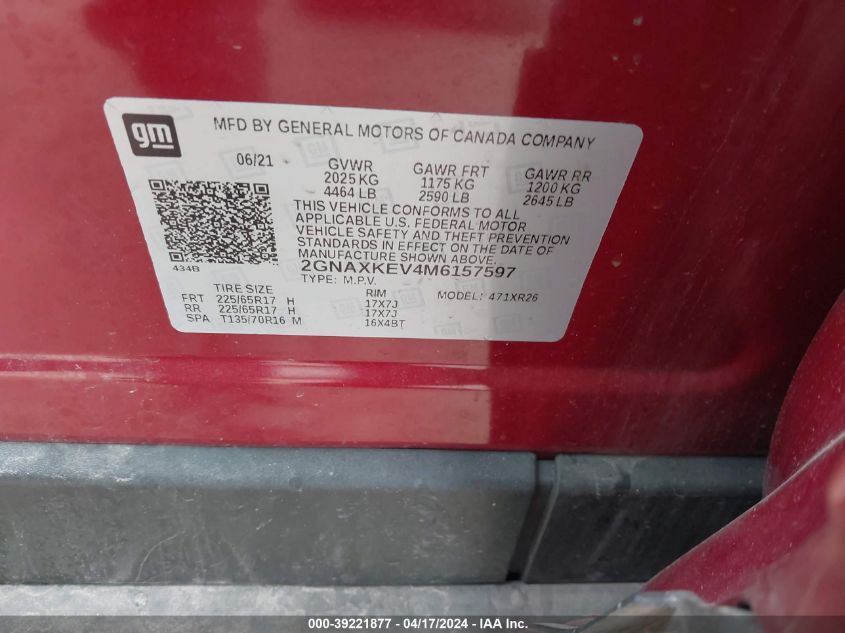 gm
MFD BY GENERAL MOTORS OF CANADA COMPANY
06/21 GVWR GAWR FRT GAWR RR
2025 KG 1175 KG 1200 KG
4464 LB 2590 LB 2645 LB
THIS VEHICLE CONFORMS TO ALL
APPLICABLE U.S. FEDERAL MOTOR
VEHICLE SAFETY AND THEFT PREVENTION
STANDARDS IN EFFECT ON THE DATE OF
MANUFACTURE SHOWN ABOVE.
434B 2GNAXKEV4M6157597
TYPE: M.P.V.
TIRE SIZE RIM MODEL: 471XR26
FRT 225/65R17 H 17X7J
RR 225/65R17 H 17X7J
SPA T135/70R16 M 16X4BT
000-39221877 - 04/17/2024 - IAA Inc.